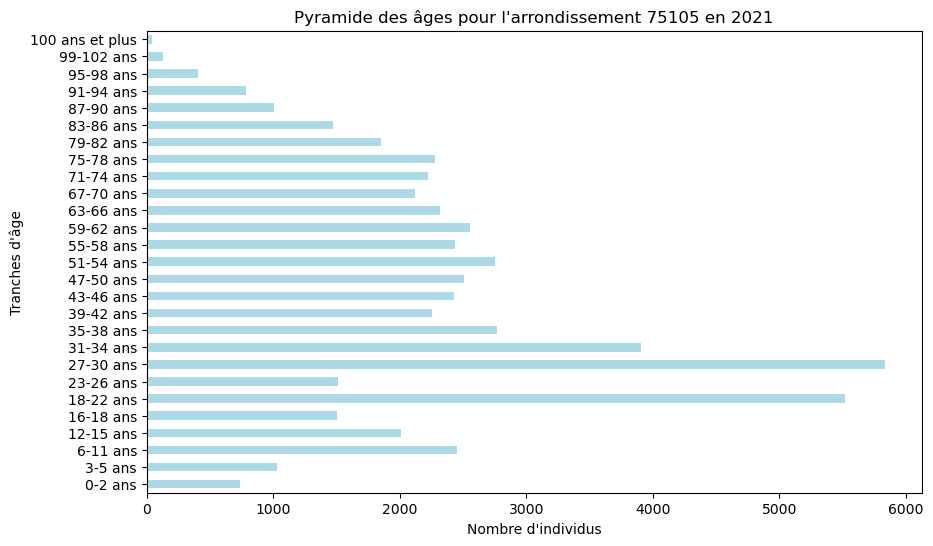 Pyramide des âges pour l'arrondissement 75105 en 2021
100 ans et plus
99-102 ans
95-98 ans
91-94 ans
87-90 ans
83-86 ans
79-82 ans
75-78 ans
71-74 ans
67-70 ans
63-66 ans
59-62 ans
55-58 ans
51-54 ans
47-50 ans
43-46 ans
39-42 ans
35-38 ans
31-34 ans
27-30 ans
23-26 ans
18-22 ans
16-18 ans
12-15 ans
6-11 ans
3-5 ans
0-2 ans
Tranches d'âge
0 1000 2000 3000 4000 5000 6000
Nombre d'individus